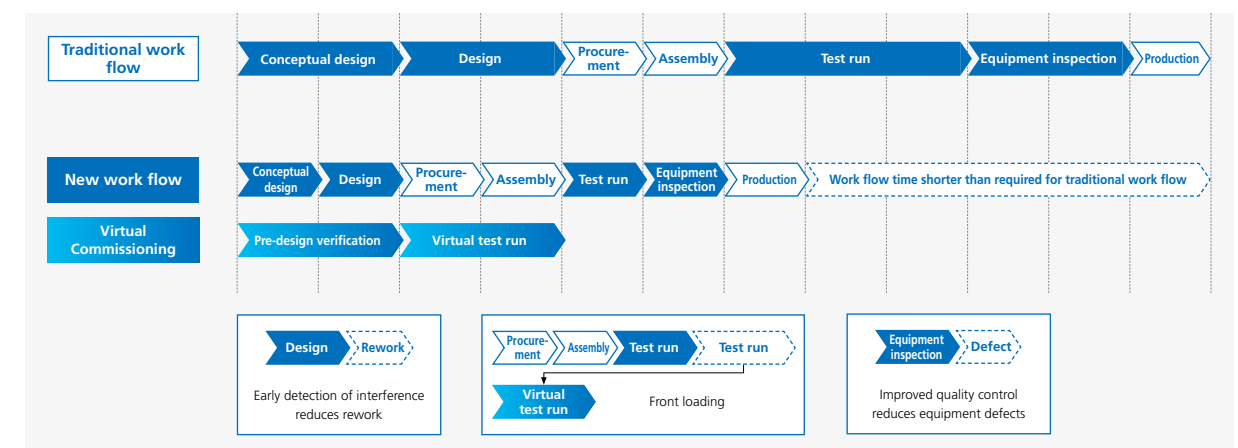 Traditional work
flow
Conceptual design
Design
Procure-
ment
Assembly
Test run
Equipment inspection
Production
New work flow
Conceptual
design
Design
Procure-
ment
Assembly
Test run
Equipment
inspection
Production
Work flow time shorter than required for traditional work flow
Virtual
Commissioning
Pre-design verification
Virtual test run
Design
Rework
Early detection of interference
reduces rework
Procure-
ment
Assembly
Test run
Test run
Virtual
test run
Front loading
Equipment
inspection
Defect
Improved quality control
reduces equipment defects